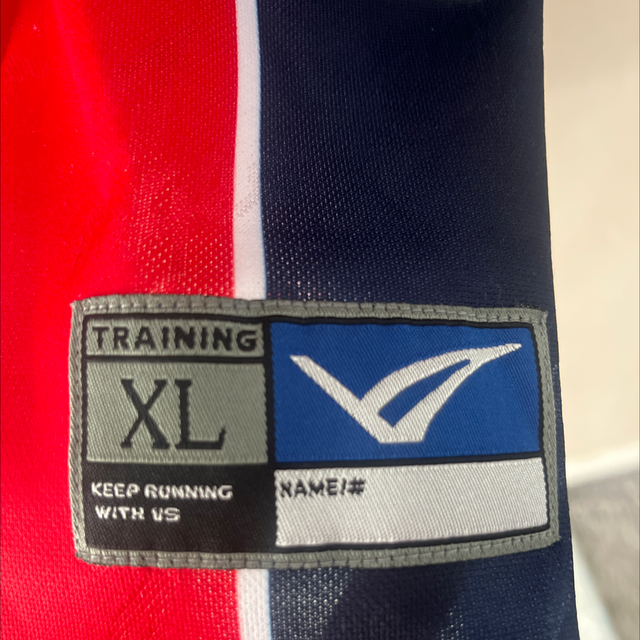 TRAINING
XL
KEEP RUNNING
WITH US
NAME/#